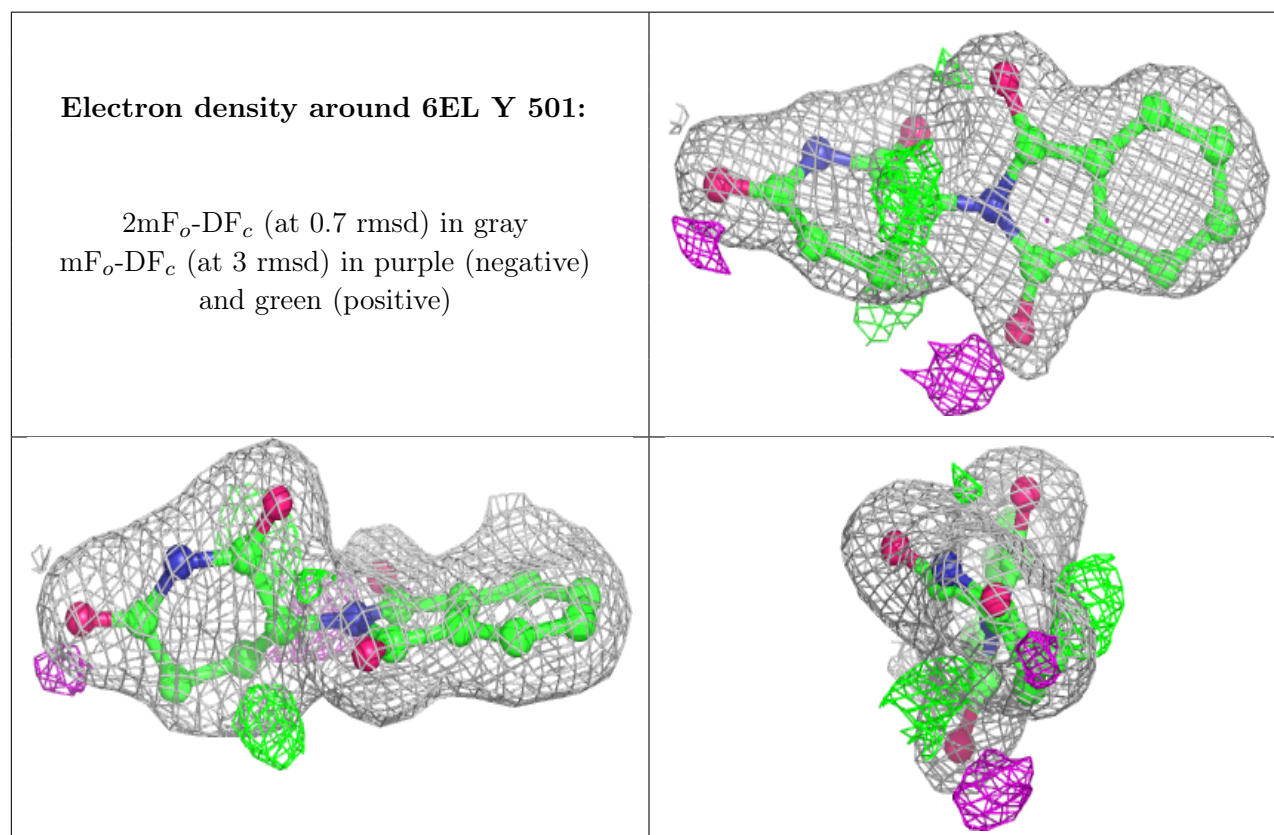 Electron density around 6EL Y 501:
2mFₒ-DF𝒸 (at 0.7 rmsd) in gray
mFₒ-DF𝒸 (at 3 rmsd) in purple (negative)
and green (positive)